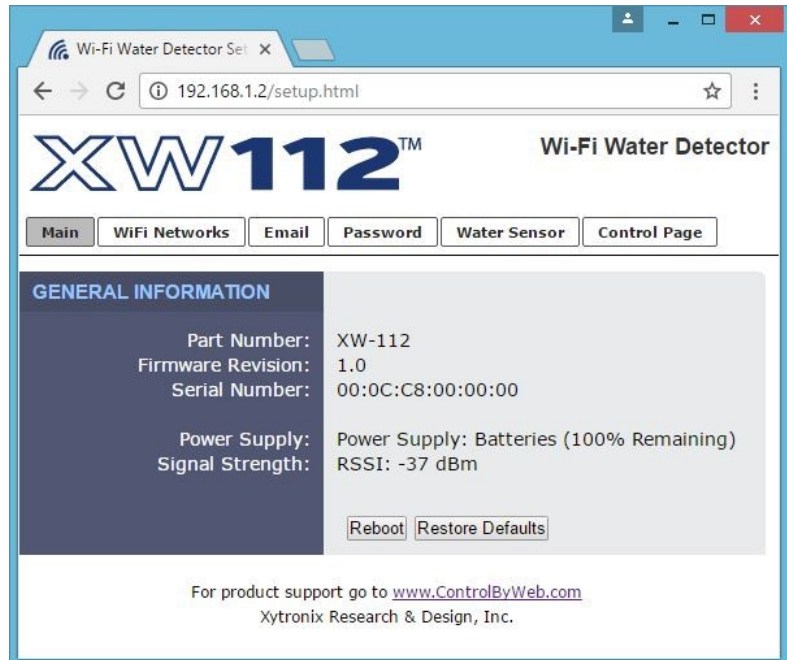 Wi-Fi Water Detector Set
192.168.1.2/setup.html
XW112™
Wi-Fi Water Detector
Main WiFi Networks Email Password Water Sensor Control Page
GENERAL INFORMATION
Part Number: XW-112
Firmware Revision: 1.0
Serial Number: 00:0C:C8:00:00:00
Power Supply: Power Supply: Batteries (100% Remaining)
Signal Strength: RSSI: -37 dBm
Reboot Restore Defaults
For product support go to www.ControlByWeb.com
Xytronix Research & Design, Inc.